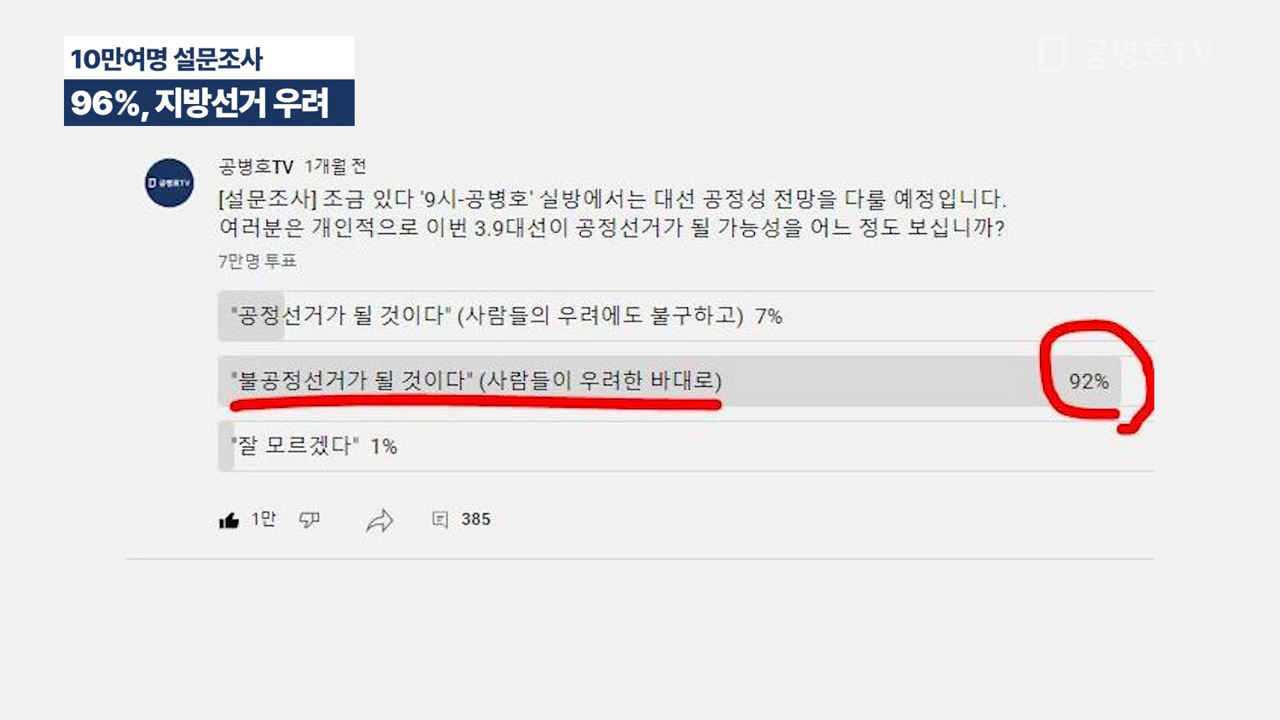 10만여명 설문조사
96%, 지방선거 우려
공병호TV
공병호TV
공병호TV 1개월 전
[설문조사] 조금 있다 '9시-공병호' 실방에서는 대선 공정성 전망을 다룰 예정입니다.
여러분은 개인적으로 이번 3.9대선이 공정선거가 될 가능성을 어느 정도 보십니까?
7만명 투표
"공정선거가 될 것이다" (사람들의 우려에도 불구하고) 7%
"불공정선거가 될 것이다" (사람들이 우려한 바대로) 92%
"잘 모르겠다" 1%
1만 385